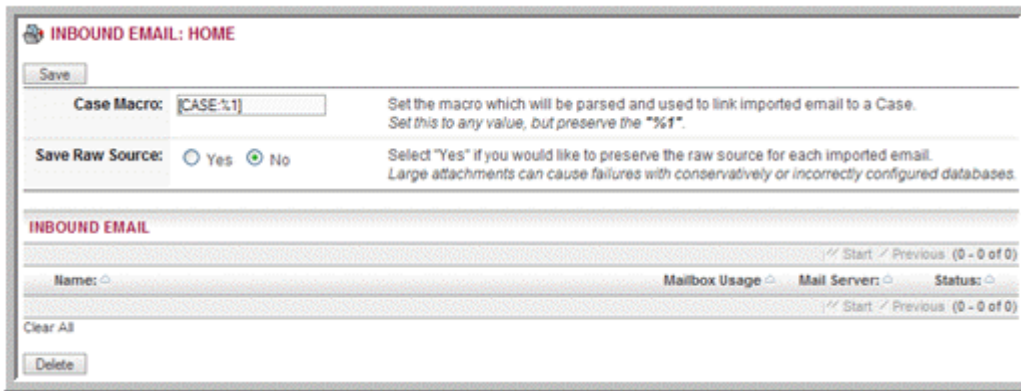 INBOUND EMAIL: HOME
Save
Case Macro: [CASE:%1] Set the macro which will be parsed and used to link imported email to a Case.
Set this to any value, but preserve the "%1".
Save Raw Source: Yes No Select "Yes" if you would like to preserve the raw source for each imported email.
Large attachments can cause failures with conservatively or incorrectly configured databases.
INBOUND EMAIL
Start Previous (0 - 0 of 0)
Name: Mailbox Usage Mail Server: Status:
Start Previous (0 - 0 of 0)
Clear All
Delete